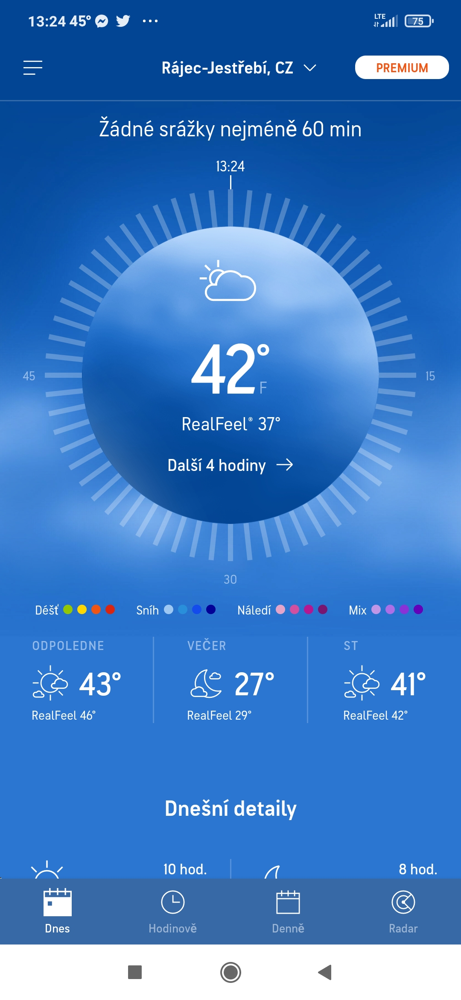 13:24 45° ... LTE 75
Rájec-Jestřebí, CZ PREMIUM
Žádné srážky nejméně 60 min
13:24
42°
F
45 15
RealFeel® 37°
Další 4 hodiny →
30
Déšť Sníh Náledí Mix
ODPOLEDNE VEČER ST
43° 27° 41°
RealFeel 46° RealFeel 29° RealFeel 42°
Dnešní detaily
10 hod. 8 hod.
Dnes Hodinově Denně Radar